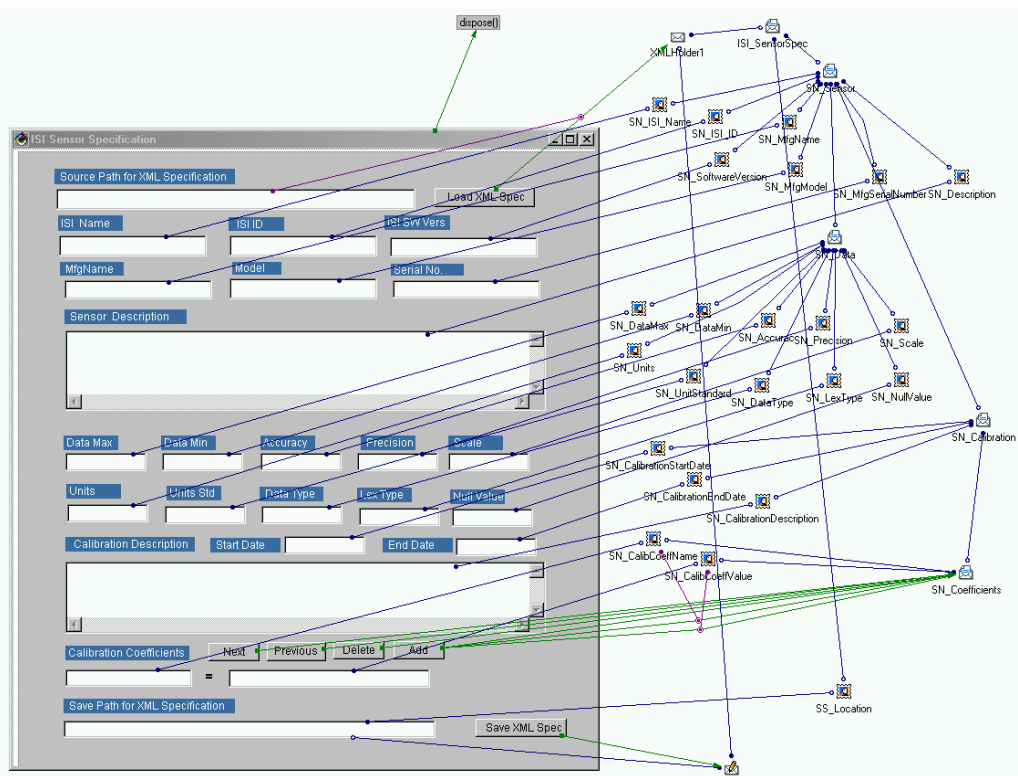 dispose()
XMLHolder1
ISI_SensorSpec
SN_Sensor
SN_ISI_Name
SN_ISI_ID
SN_MfgName
SN_SoftwareVersion
SN_MfgModel
SN_MfgSerialNumber
SN_Description
ISI Sensor Specification
Source Path for XML Specification
Load XML Spec
ISI Name
ISI ID
ISI SW Vers
MfgName
Model
Serial No.
SN_Data
Sensor Description
SN_DataMax
SN_DataMin
SN_Accuracy
SN_Precision
SN_Scale
SN_Units
SN_UnitStandard
SN_DataType
SN_LexType
SN_NullValue
Data Max
Data Min
Accuracy
Precision
Scale
SN_Calibration
SN_CalibrationStartDate
Units
Units Std
Data Type
Lex Type
Null Value
SN_CalibrationEndDate
SN_CalibrationDescription
Calibration Description
Start Date
End Date
SN_CalibCoeffName
SN_CalibCoeffValue
SN_Coefficients
Calibration Coefficients
Next
Previous
Delete
Add
=
Save Path for XML Specification
SS_Location
Save XML Spec